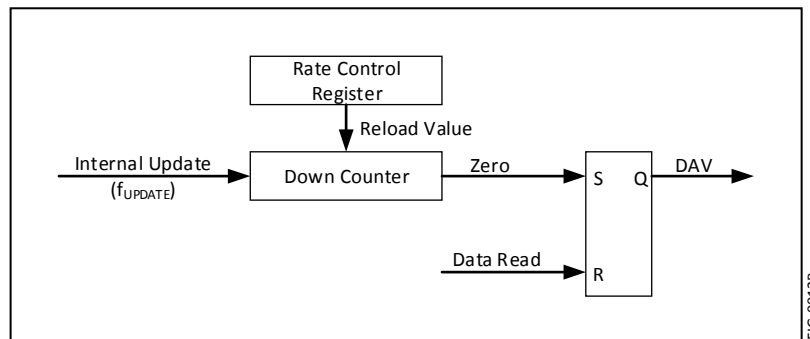 Rate Control
Register
Reload Value
Internal Update
(fUPDATE)
Down Counter
Zero
S
Q
DAV
Data Read
R